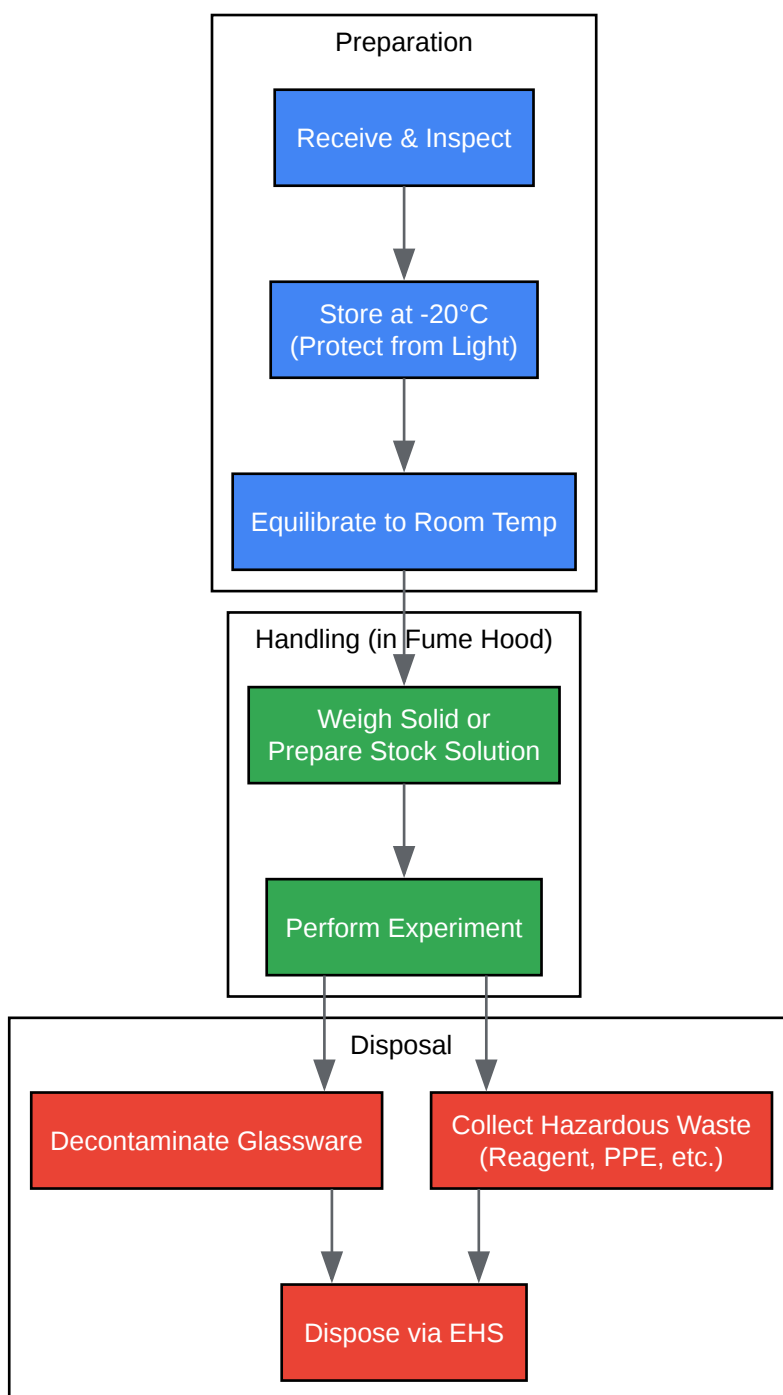 Preparation
Receive & Inspect
Store at -20°C
(Protect from Light)
Equilibrate to Room Temp
Handling (in Fume Hood)
Weigh Solid or
Prepare Stock Solution
Perform Experiment
Disposal
Decontaminate Glassware
Collect Hazardous Waste
(Reagent, PPE, etc.)
Dispose via EHS